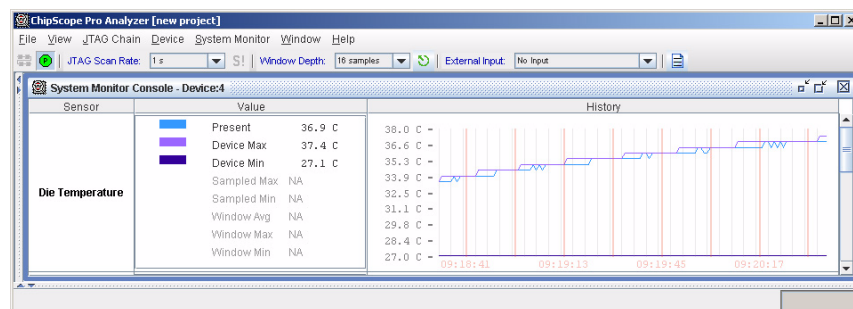 ChipScope Pro Analyzer [new project]
File View JTAG Chain Device System Monitor Window Help
JTAG Scan Rate: 1 s S! Window Depth: 16 samples External Input: No Input
System Monitor Console - Device:4
Sensor Value History
Die Temperature
Present 36.9 C
Device Max 37.4 C
Device Min 27.1 C
Sampled Max NA
Sampled Min NA
Window Avg NA
Window Max NA
Window Min NA
38.0 C
36.6 C
35.3 C
33.9 C
32.5 C
31.1 C
29.8 C
28.4 C
27.0 C
09:18:41 09:19:13 09:19:45 09:20:17